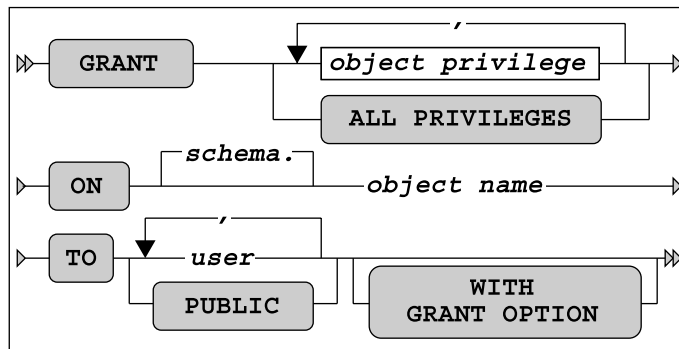 ,
GRANT object privilege
ALL PRIVILEGES
schema.
ON object name
,
TO user
PUBLIC WITH
GRANT OPTION